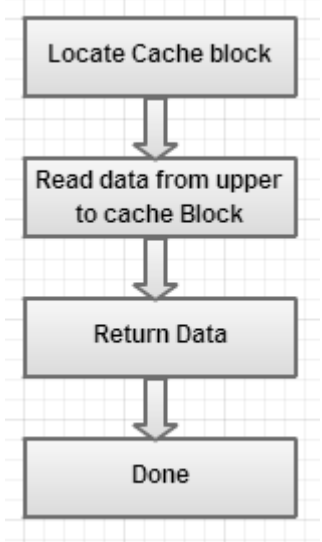 Locate Cache block
Read data from upper
to cache Block
Return Data
Done